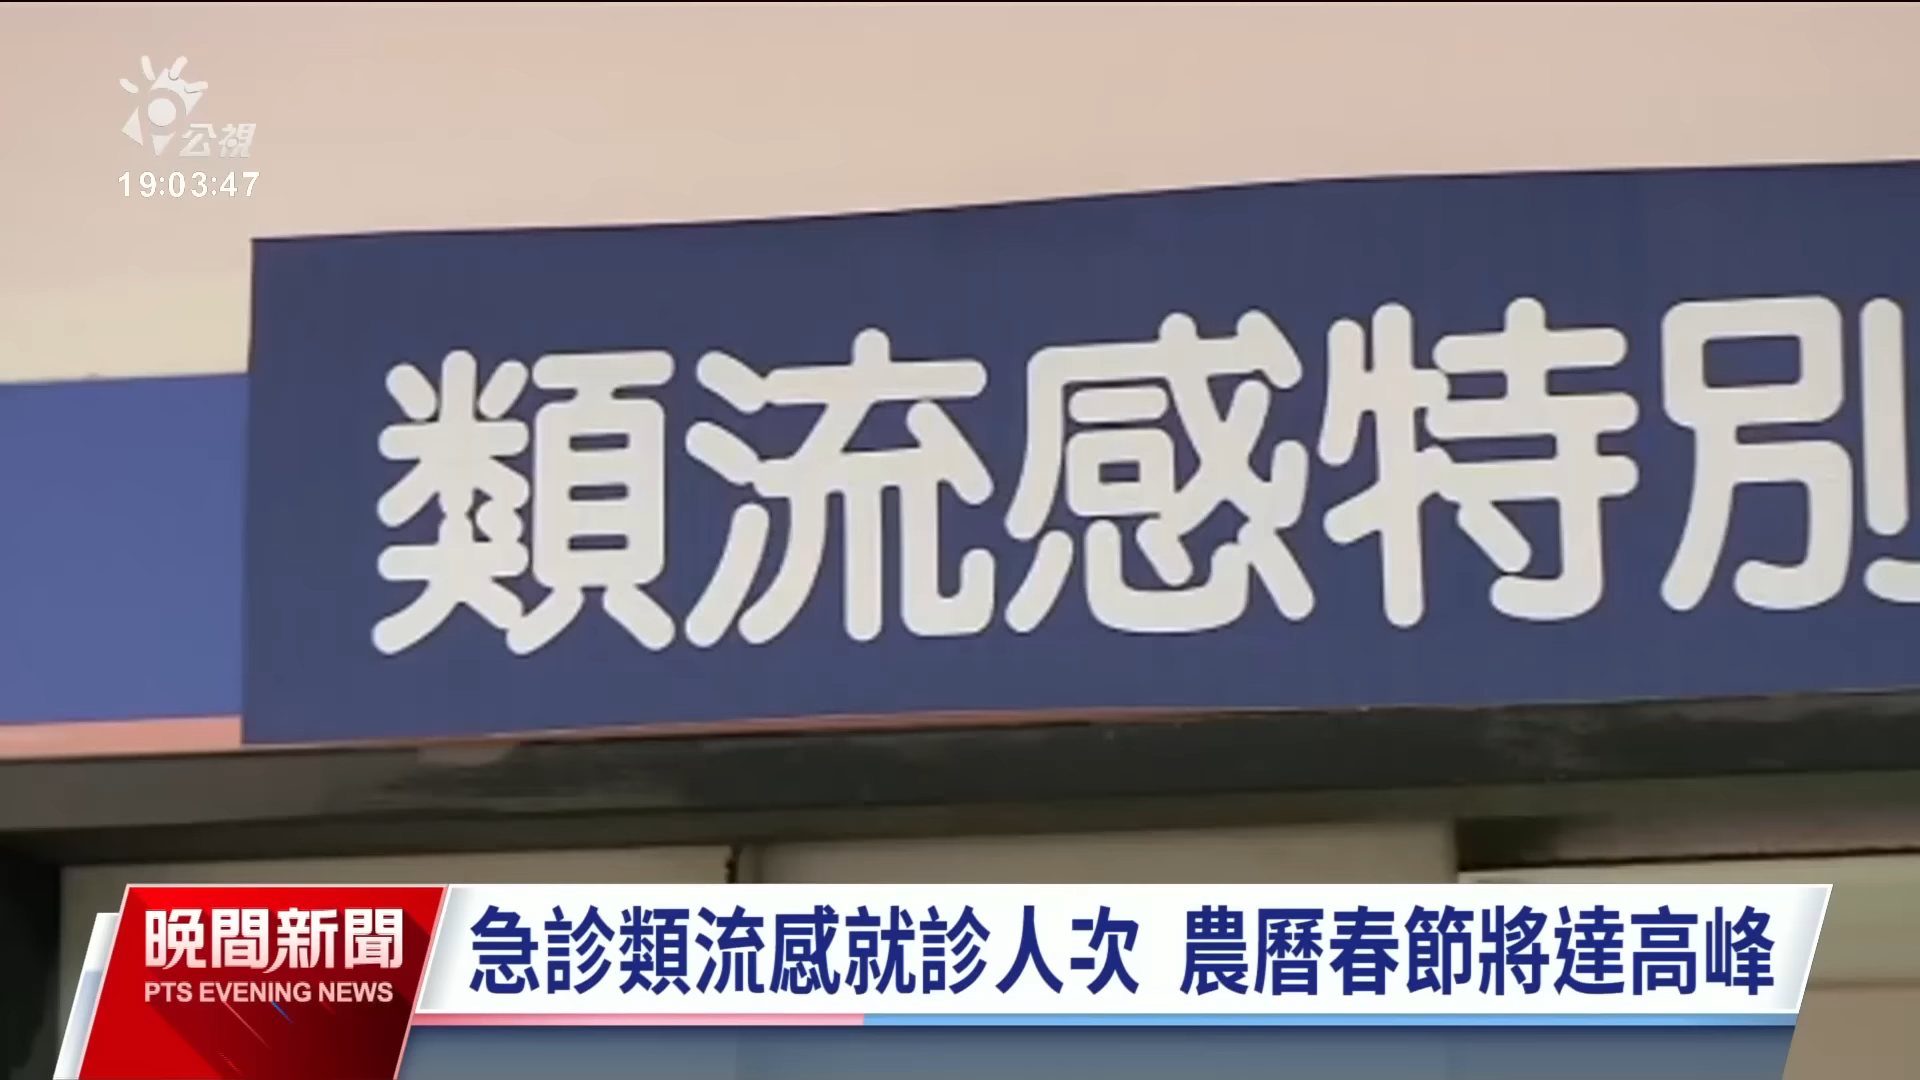 公視
19:03:47
類流感特別
晚間新聞
PTS EVENING NEWS
急診類流感就診人次 農曆春節將達高峰